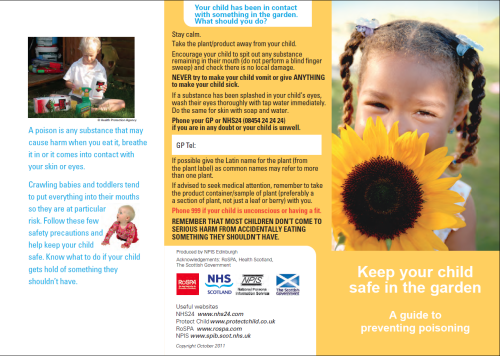 © Health Protection Agency
A poison is any substance that may
cause harm when you eat it, breathe
it in or it comes into contact with
your skin or eyes.
Crawling babies and toddlers tend
to put everything into their mouths
so they are at particular
risk. Follow these few
safety precautions and
help keep your child
safe. Know what to do if your child
gets hold of something they
shouldn't have.
Your child has been in contact
with something in the garden.
What should you do?
Stay calm.
Take the plant/product away from your child.
Encourage your child to spit out any substance
remaining in their mouth (do not perform a blind finger
sweep) and check there is no local damage.
NEVER try to make your child vomit or give ANYTHING
to make your child sick.
If a substance has been splashed in your child's eyes,
wash their eyes thoroughly with tap water immediately.
Do the same for skin with soap and water.
Phone your GP or NHS24 (08454 24 24 24)
if you are in any doubt or your child is unwell.
GP Tel:
If possible give the Latin name for the plant (from
the plant label) as common names may refer to more
than one plant.
If advised to seek medical attention, remember to take
the product container/sample of plant (preferably a
a section of plant, not just a leaf or berry) with you.
Phone 999 if your child is unconscious or having a fit.
REMEMBER THAT MOST CHILDREN DON'T COME TO
SERIOUS HARM FROM ACCIDENTALLY EATING
SOMETHING THEY SHOULDN'T HAVE.
Produced by NPIS Edinburgh
Acknowledgements: RoSPA, Health Scotland,
The Scottish Government
RoSPA
NHS
SCOTLAND
NPIS
National Poisons
Information Service
The Scottish
Government
Useful websites
NHS24 www.nhs24.com
Protect Child www.protectchild.co.uk
RoSPA www.rospa.com
NPIS www.spib.scot.nhs.uk
Copyright October 2011
Keep your child
safe in the garden
A guide to
preventing poisoning